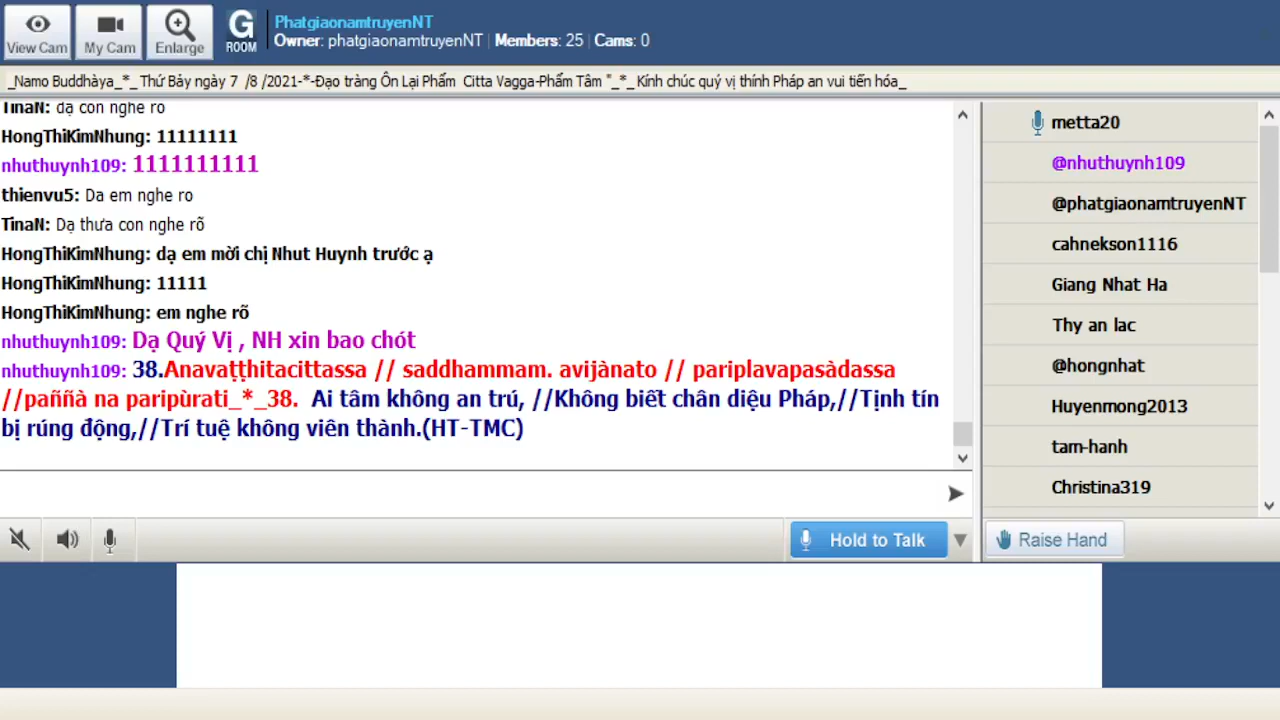 View Cam
My Cam
Enlarge
G
ROOM
PhatgiaonamtruyenNT
Owner: phatgiaonamtruyenNT | Members: 25 | Cams: 0
_Namo Buddhàya_*_ Thứ Bảy ngày 7 /8 /2021-*-Đạo tràng Ôn Lại Phẩm Citta Vagga-Phẩm Tâm "_*_ Kính chúc quý vị thính Pháp an vui tiến hóa_
TinaN: dạ con nghe ro
HongThiKimNhung: 11111111
nhuthuynh109: 1111111111
thienvu5: Da em nghe ro
TinaN: Dạ thưa con nghe rõ
HongThiKimNhung: dạ em mời chị Nhut Huynh trước ạ
HongThiKimNhung: 11111
HongThiKimNhung: em nghe rõ
nhuthuynh109: Dạ Quý Vị , NH xin bao chót
nhuthuynh109: 38.Anavaṭṭhitacittassa // saddhammam. avijànato // pariplavapasàdassa
//paññà na paripùrati_*_38. Ai tâm không an trú, //Không biết chân diệu Pháp,//Tịnh tín
bị rúng động,//Trí tuệ không viên thành.(HT-TMC)
metta20
@nhuthuynh109
@phatgiaonamtruyenNT
cahnekson1116
Giang Nhat Ha
Thy an lac
@hongnhat
Huyenmong2013
tam-hanh
Christina319
Hold to Talk
Raise Hand